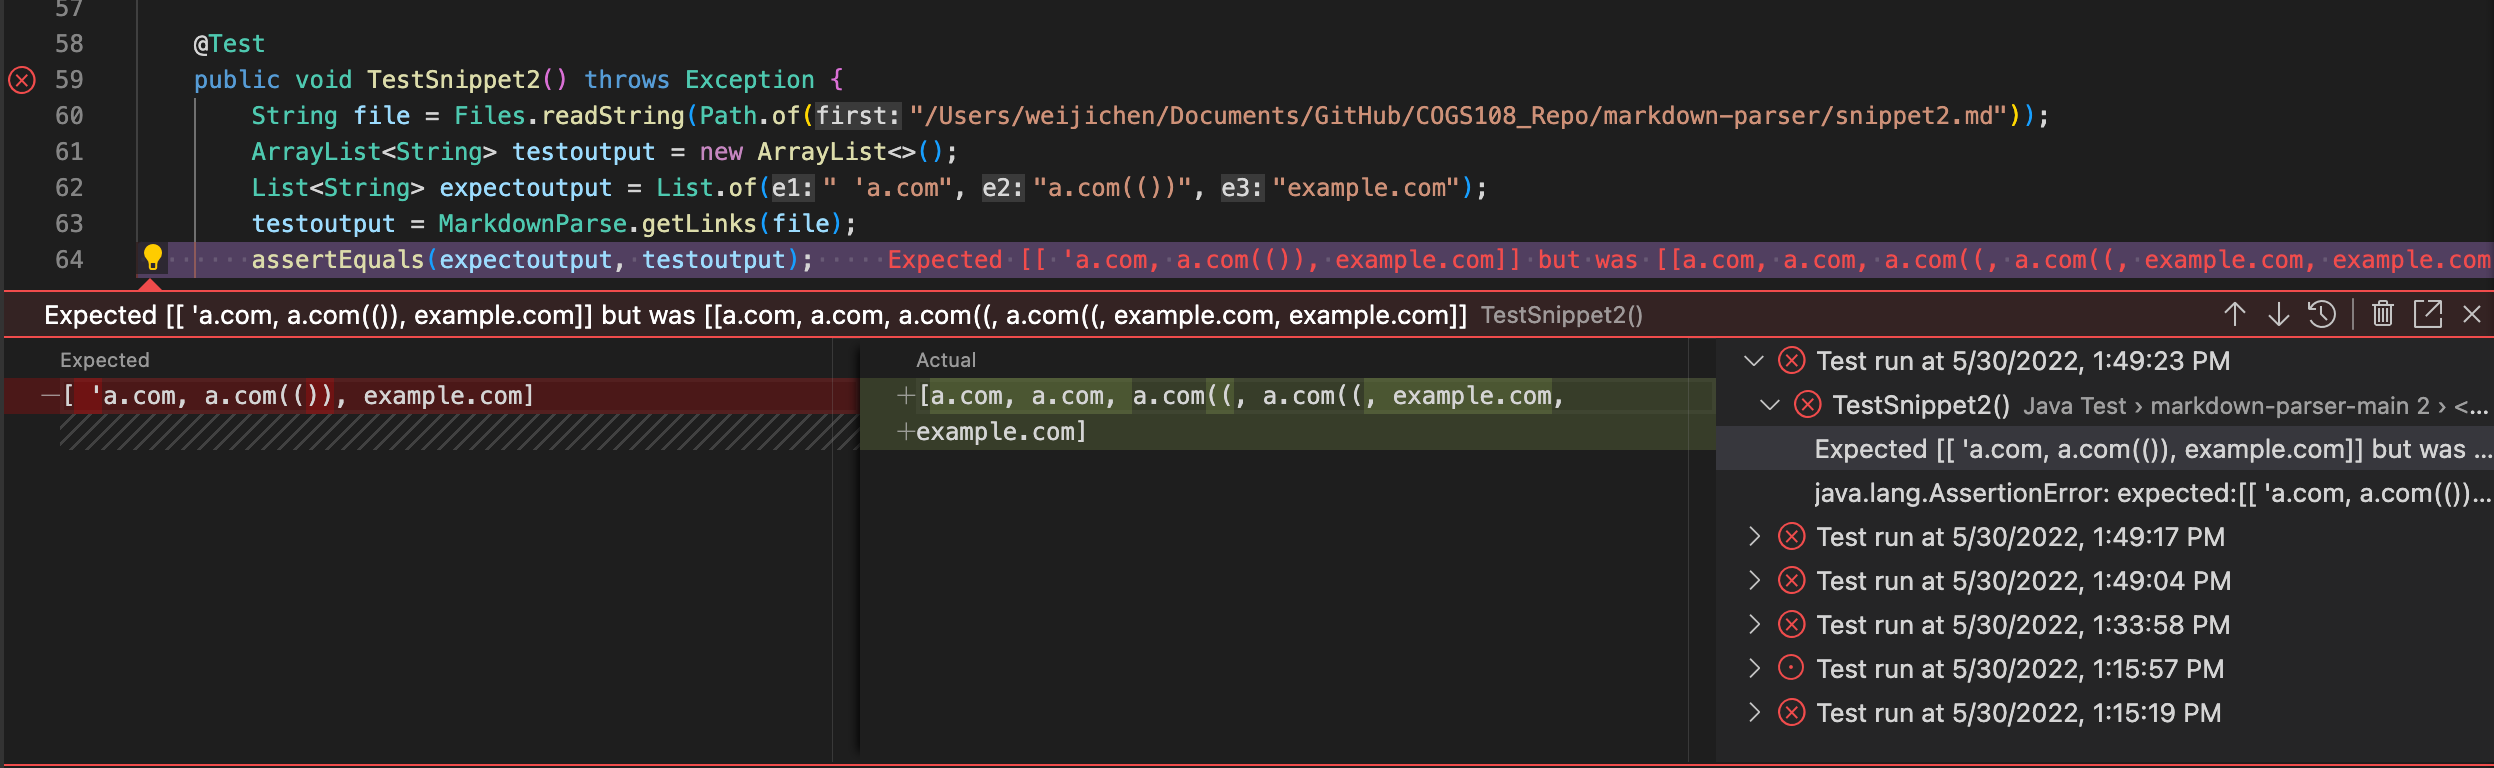 57
58 @Test
59 public void TestSnippet2() throws Exception {
60 String file = Files.readString(Path.of(first:"/Users/weijichen/Documents/GitHub/COGS108_Repo/markdown-parser/snippet2.md"));
61 ArrayList<String> testoutput = new ArrayList<>();
62 List<String> expectoutput = List.of(e1:" 'a.com", e2:"a.com(())", e3:"example.com");
63 testoutput = MarkdownParse.getLinks(file);
64 assertEquals(expectoutput, testoutput); Expected [[ 'a.com, a.com(()), example.com]] but was [[a.com, a.com, a.com((, a.com((, example.com, example.com
Expected [[ 'a.com, a.com(()), example.com]] but was [[a.com, a.com, a.com((, a.com((, example.com, example.com]] TestSnippet2()
Expected
−[ 'a.com, a.com(()), example.com]
Actual
+[a.com, a.com, a.com((, a.com((, example.com,
+example.com]
Test run at 5/30/2022, 1:49:23 PM
TestSnippet2() Java Test › markdown-parser-main 2 › <...
Expected [[ 'a.com, a.com(()), example.com]] but was ...
java.lang.AssertionError: expected:[[ 'a.com, a.com(())...
Test run at 5/30/2022, 1:49:17 PM
Test run at 5/30/2022, 1:49:04 PM
Test run at 5/30/2022, 1:33:58 PM
Test run at 5/30/2022, 1:15:57 PM
Test run at 5/30/2022, 1:15:19 PM